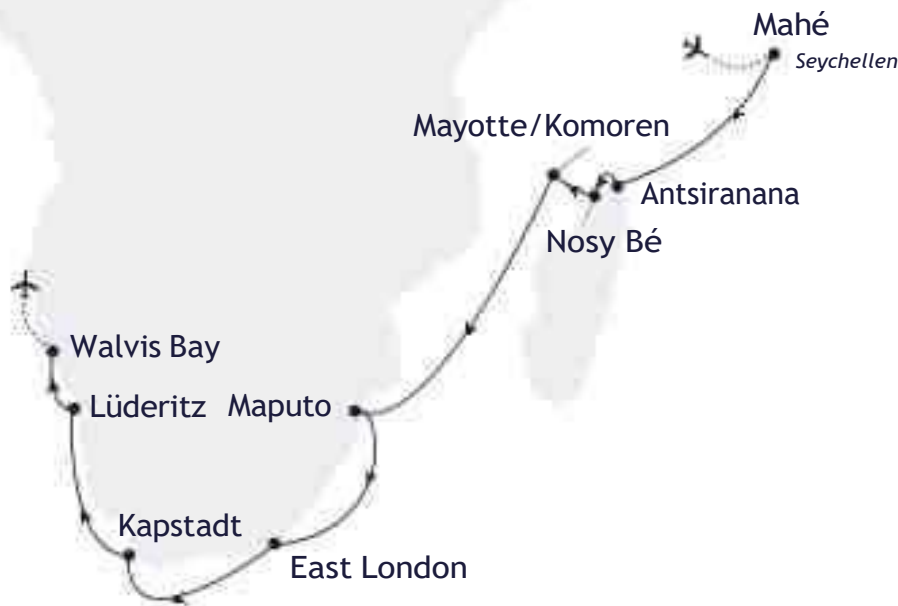 Mahé
Seychellen
Mayotte/Komoren
Antsiranana
Nosy Bé
Walvis Bay
Lüderitz
Maputo
Kapstadt
East London